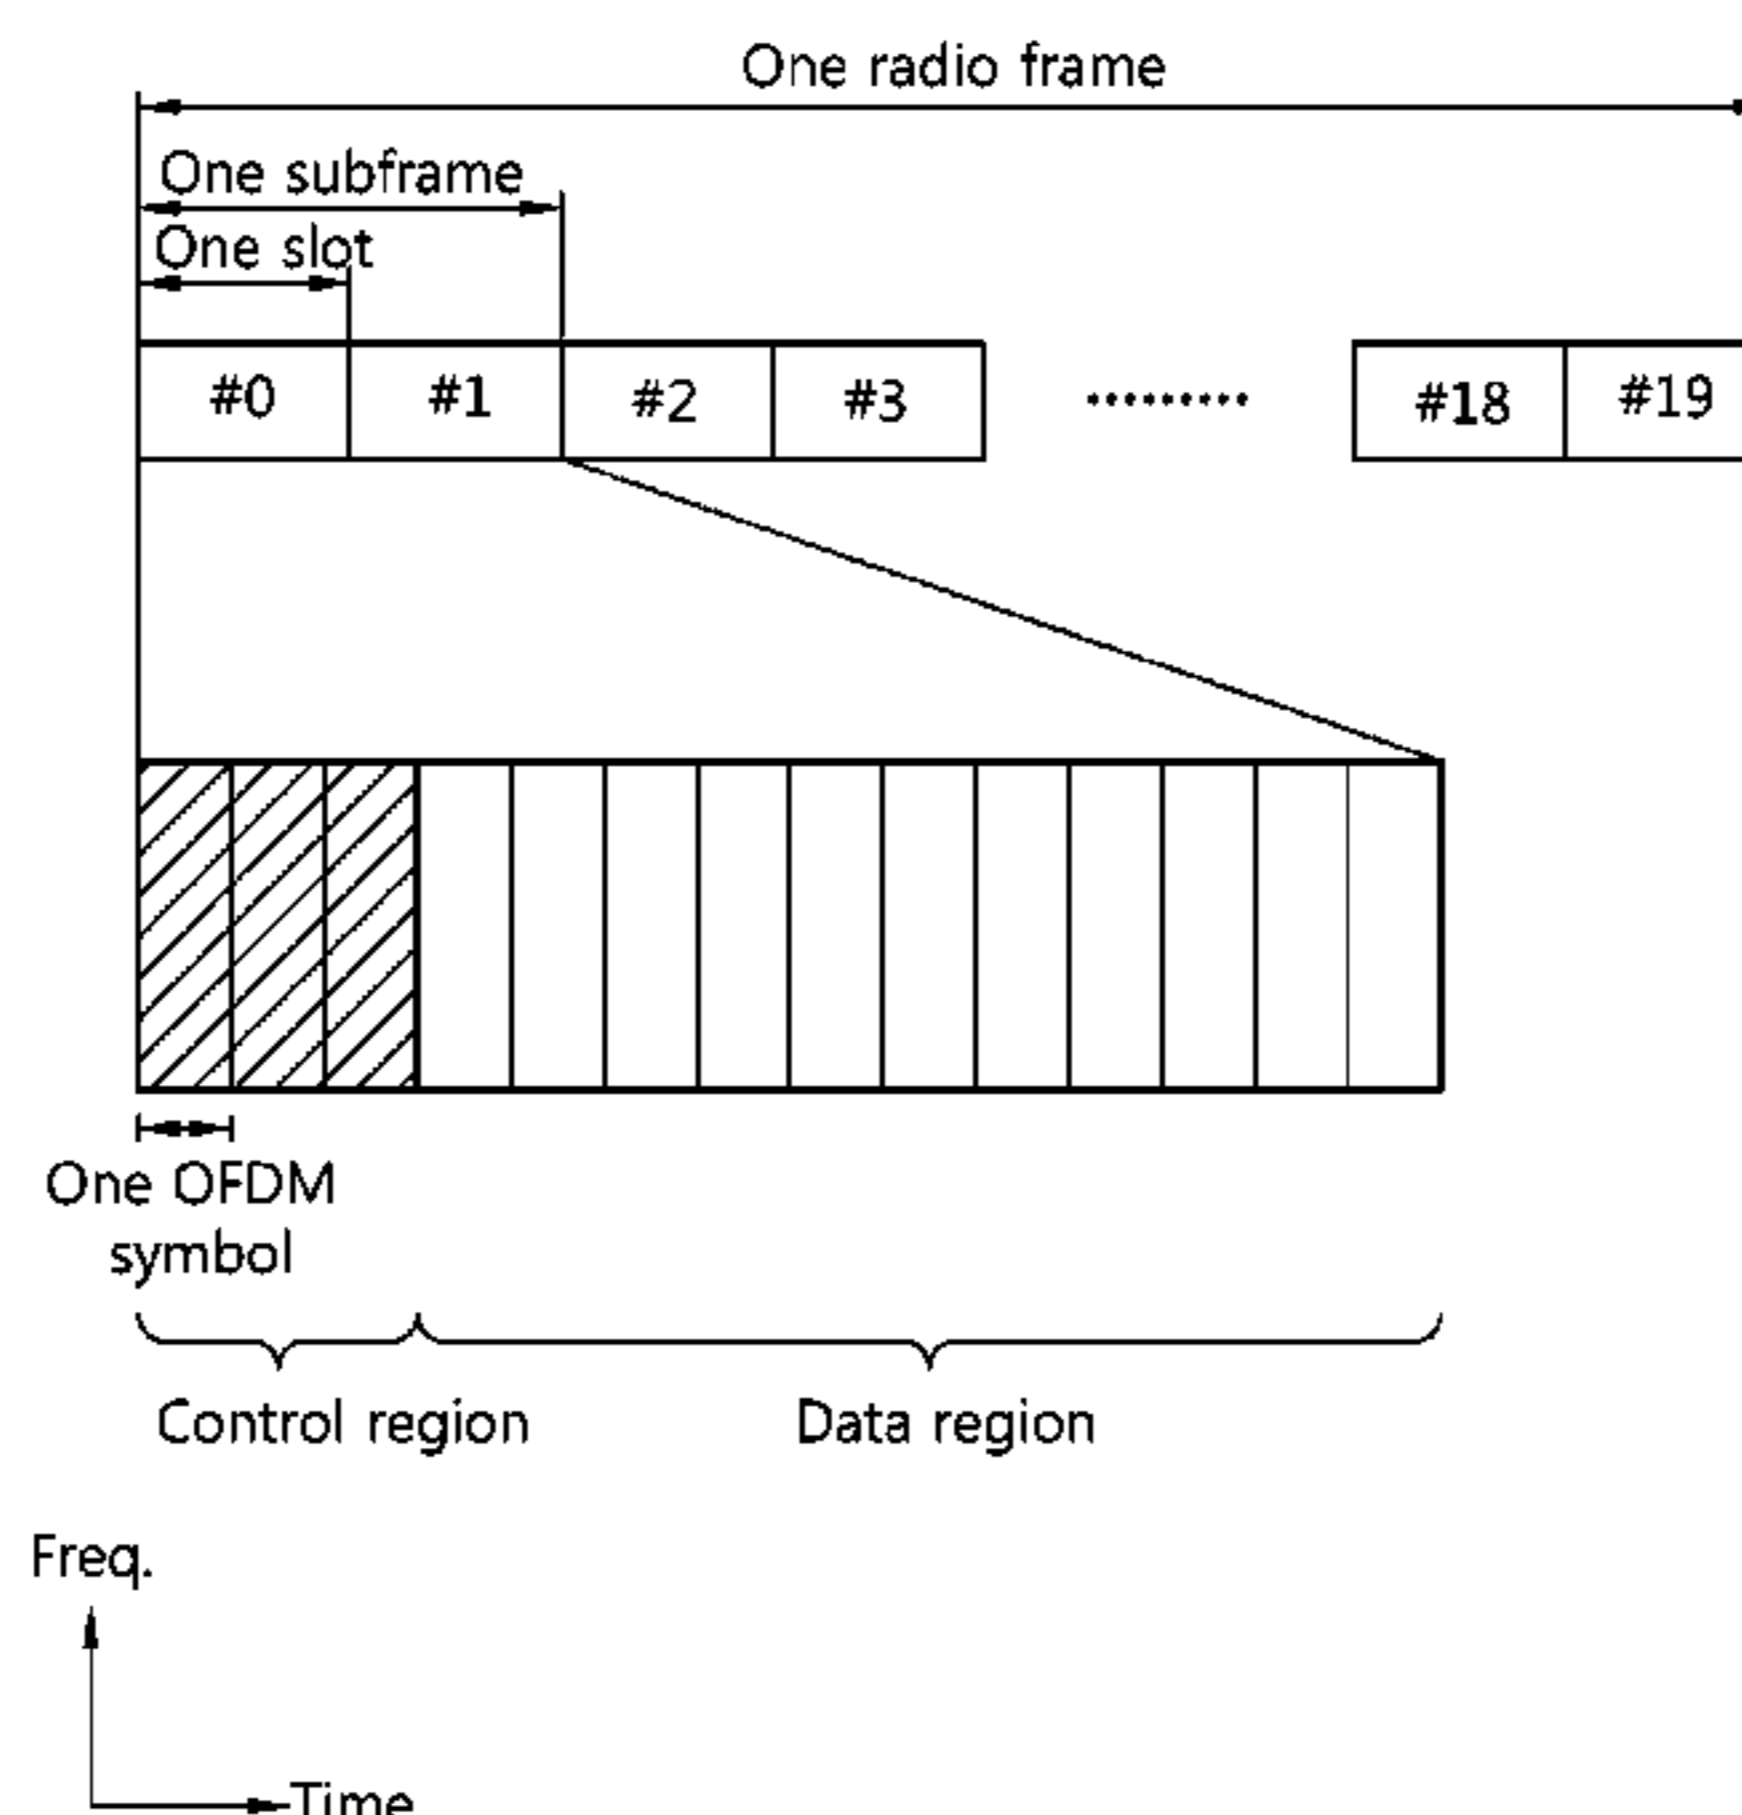 One radio frame
One subframe
One slot
#0 #1 #2 #3 ......... #18 #19
One OFDM
symbol
Control region Data region
Freq.
Time